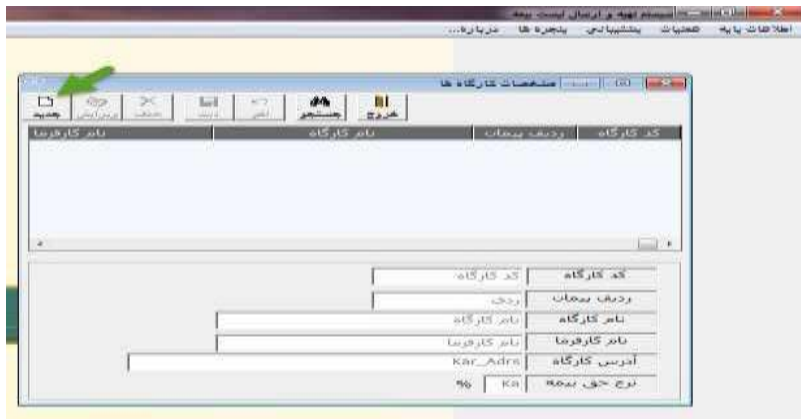 سیستم تهیه و ارسال لیست بیمه
اطلاعات پایه عملیات پشتیبانی پنجره ها درباره...
مشخصات کارگاه ها
جدید ویرایش حذف ثبت لغو جستجو خروج
کد کارگاه ردیف پیمان نام کارگاه نام کارفرما
کد کارگاه کد کارگاه
ردیف پیمان ردی
نام کارگاه نام کارگاه
نام کارفرما نام کارفرما
آدرس کارگاه Kar_Adrs
نرخ حق بیمه Ka %